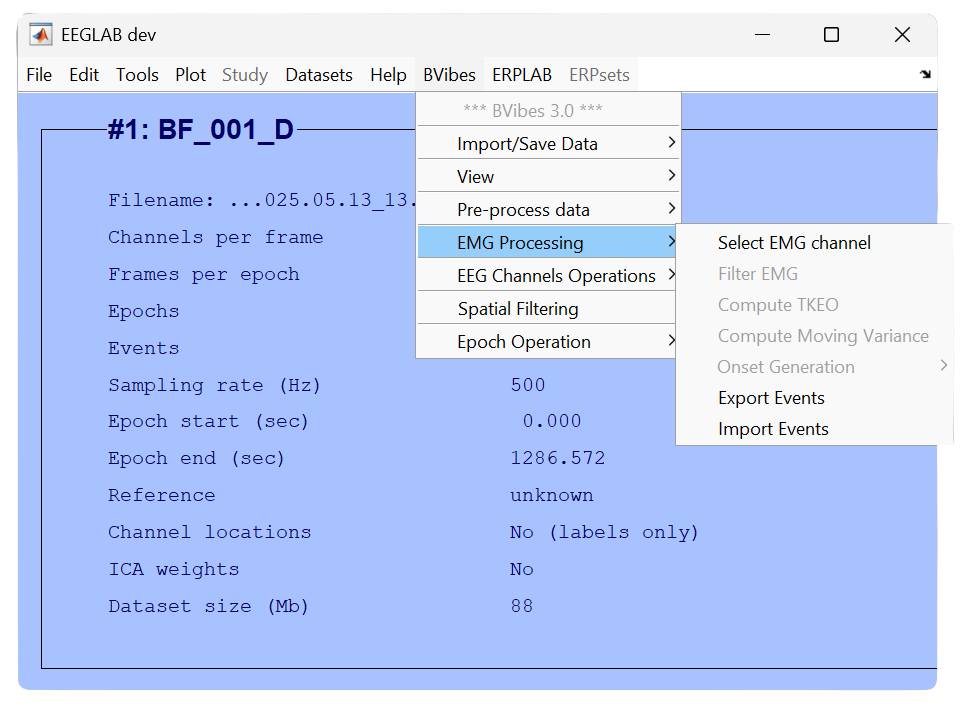 EEGLAB dev
File Edit Tools Plot Study Datasets Help BVibes ERPLAB ERPsets
*** BVibes 3.0 ***
Import/Save Data
View
Pre-process data
EMG Processing
EEG Channels Operations
Spatial Filtering
Epoch Operation
Select EMG channel
Filter EMG
Compute TKEO
Compute Moving Variance
Onset Generation
Export Events
Import Events
#1: BF_001_D
Filename: ...025.05.13_13.
Channels per frame
Frames per epoch
Epochs
Events
Sampling rate (Hz) 500
Epoch start (sec) 0.000
Epoch end (sec) 1286.572
Reference unknown
Channel locations No (labels only)
ICA weights No
Dataset size (Mb) 88